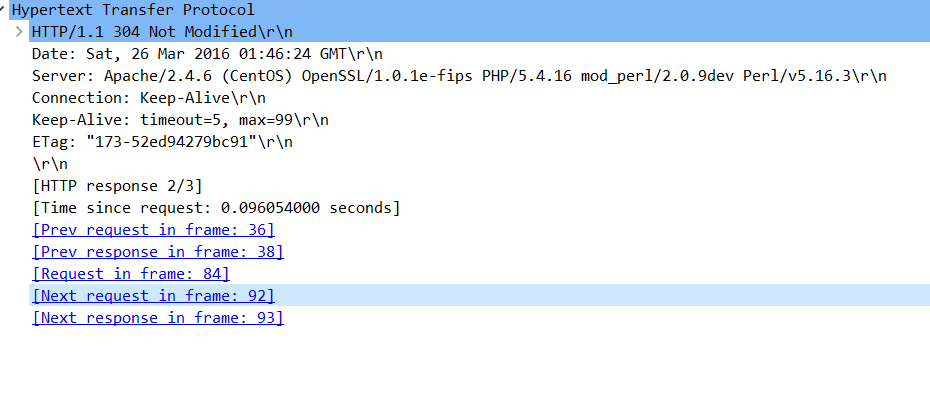 Hypertext Transfer Protocol
HTTP/1.1 304 Not Modified\r\n
Date: Sat, 26 Mar 2016 01:46:24 GMT\r\n
Server: Apache/2.4.6 (CentOS) OpenSSL/1.0.1e-fips PHP/5.4.16 mod_perl/2.0.9dev Perl/v5.16.3\r\n
Connection: Keep-Alive\r\n
Keep-Alive: timeout=5, max=99\r\n
ETag: "173-52ed94279bc91"\r\n
\r\n
[HTTP response 2/3]
[Time since request: 0.096054000 seconds]
[Prev request in frame: 36]
[Prev response in frame: 38]
[Request in frame: 84]
[Next request in frame: 92]
[Next response in frame: 93]